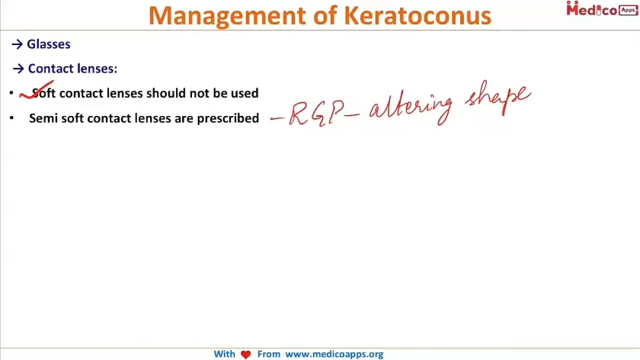 Management of Keratoconus
Medico Apps
→ Glasses
→ Contact lenses:
• Soft contact lenses should not be used
• Semi soft contact lenses are prescribed - RGP - altering shape
With ❤ From www.medicoapps.org